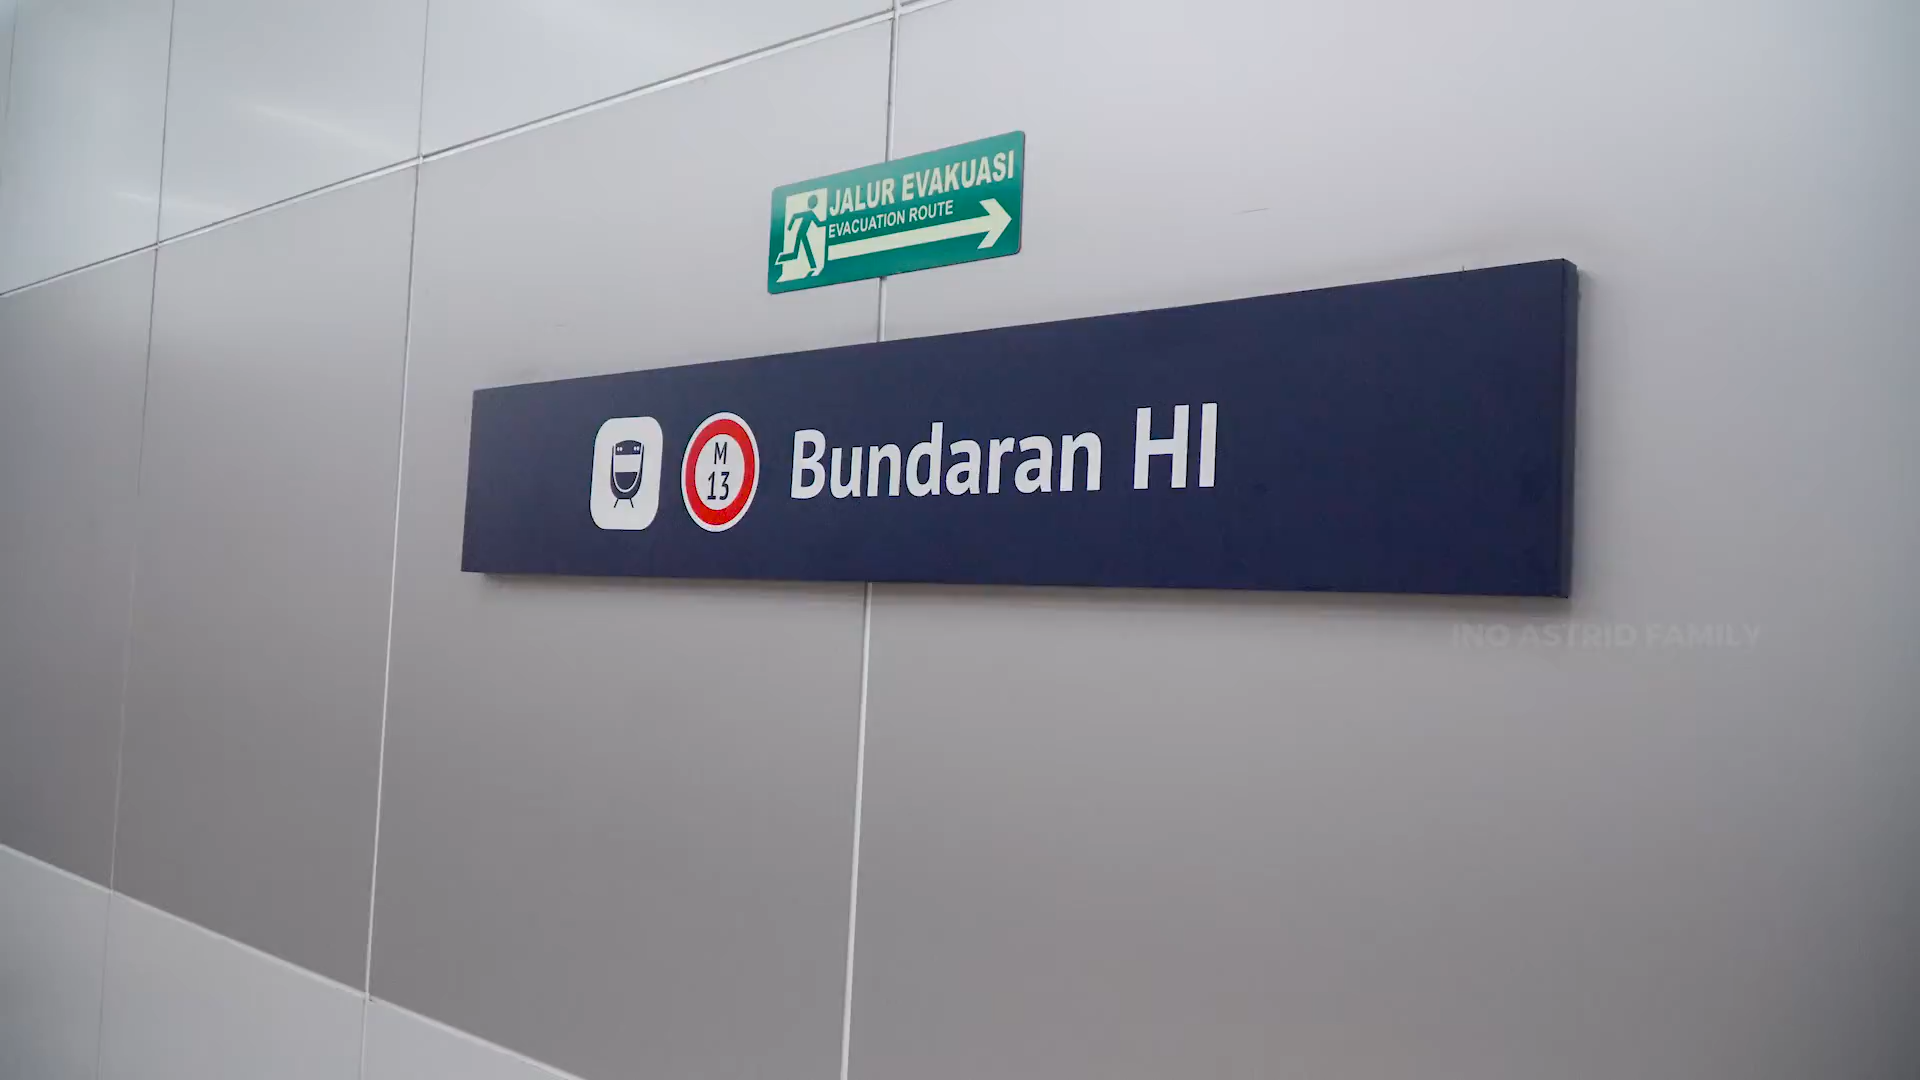 JALUR EVAKUASI
EVACUATION ROUTE
M
13
Bundaran HI
INO ASTRID FAMILY